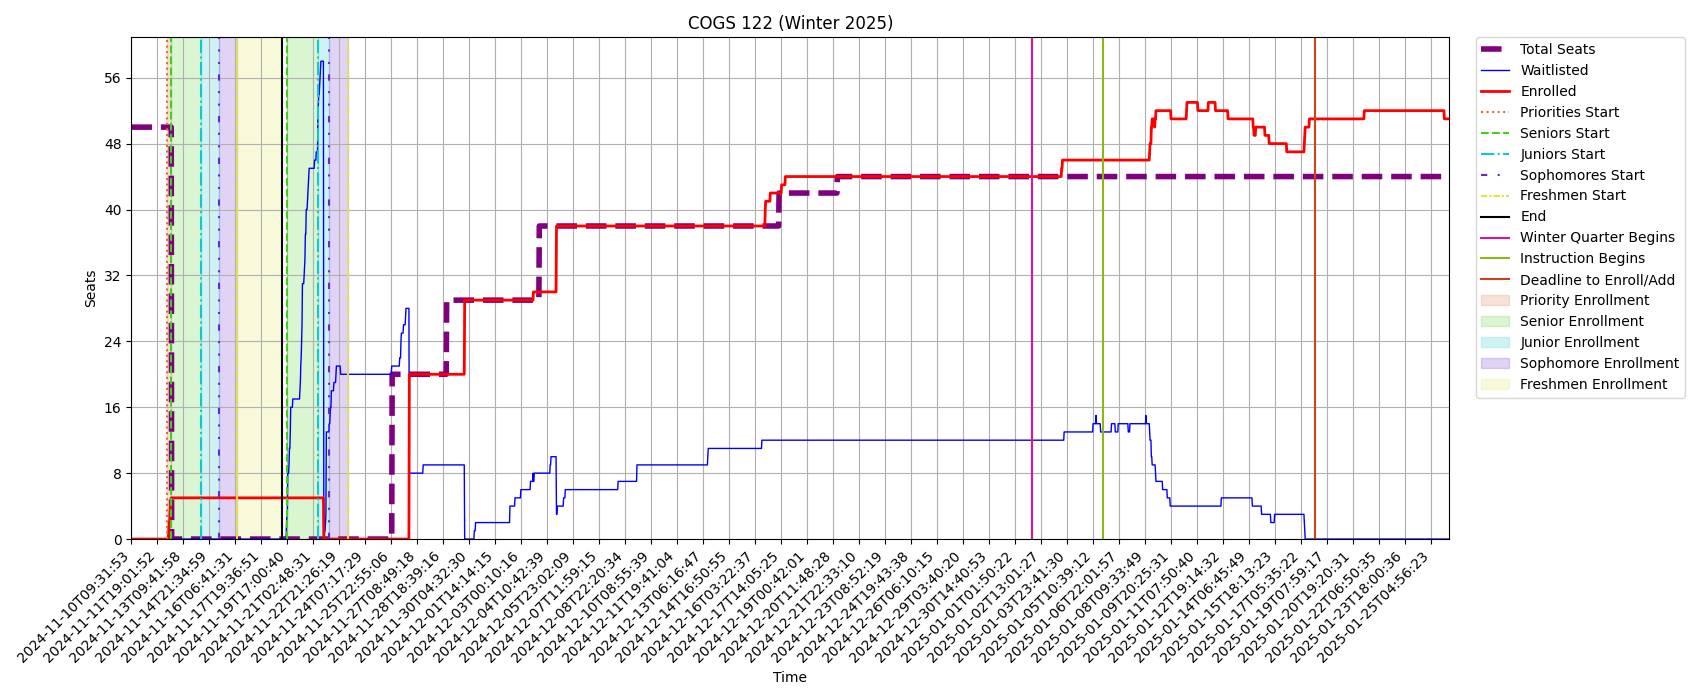 COGS 122 (Winter 2025)
Seats
56
48
40
32
24
16
8
0
2024-11-10T09:31:53
2024-11-11T19:01:52
2024-11-13T09:41:58
2024-11-14T21:34:59
2024-11-16T06:41:31
2024-11-17T19:36:51
2024-11-19T17:00:40
2024-11-21T02:48:31
2024-11-22T21:26:19
2024-11-24T07:17:29
2024-11-25T22:55:06
2024-11-28T08:49:18
2024-11-28T18:39:16
2024-11-30T04:32:30
2024-12-01T14:14:15
2024-12-03T00:10:16
2024-12-04T10:42:39
2024-12-05T23:02:09
2024-12-07T11:59:15
2024-12-08T22:20:34
2024-12-10T08:55:39
2024-12-11T19:41:04
2024-12-13T06:16:47
2024-12-14T16:50:55
2024-12-16T03:22:37
2024-12-17T14:05:25
2024-12-19T00:42:01
2024-12-20T11:48:28
2024-12-21T22:33:10
2024-12-23T08:52:19
2024-12-24T19:43:38
2024-12-26T06:10:15
2024-12-29T03:40:20
2024-12-30T14:40:53
2025-01-01T01:50:22
2025-01-02T13:01:27
2025-01-03T23:41:30
2025-01-05T10:39:12
2025-01-06T22:01:57
2025-01-08T09:33:49
2025-01-09T20:25:31
2025-01-11T07:50:40
2025-01-12T19:14:32
2025-01-14T06:45:49
2025-01-15T18:13:23
2025-01-17T05:35:22
2025-01-19T07:59:17
2025-01-20T19:20:31
2025-01-22T06:50:35
2025-01-23T18:00:36
2025-01-25T04:56:23
Time
Total Seats
Waitlisted
Enrolled
Priorities Start
Seniors Start
Juniors Start
Sophomores Start
Freshmen Start
End
Winter Quarter Begins
Instruction Begins
Deadline to Enroll/Add
Priority Enrollment
Senior Enrollment
Junior Enrollment
Sophomore Enrollment
Freshmen Enrollment